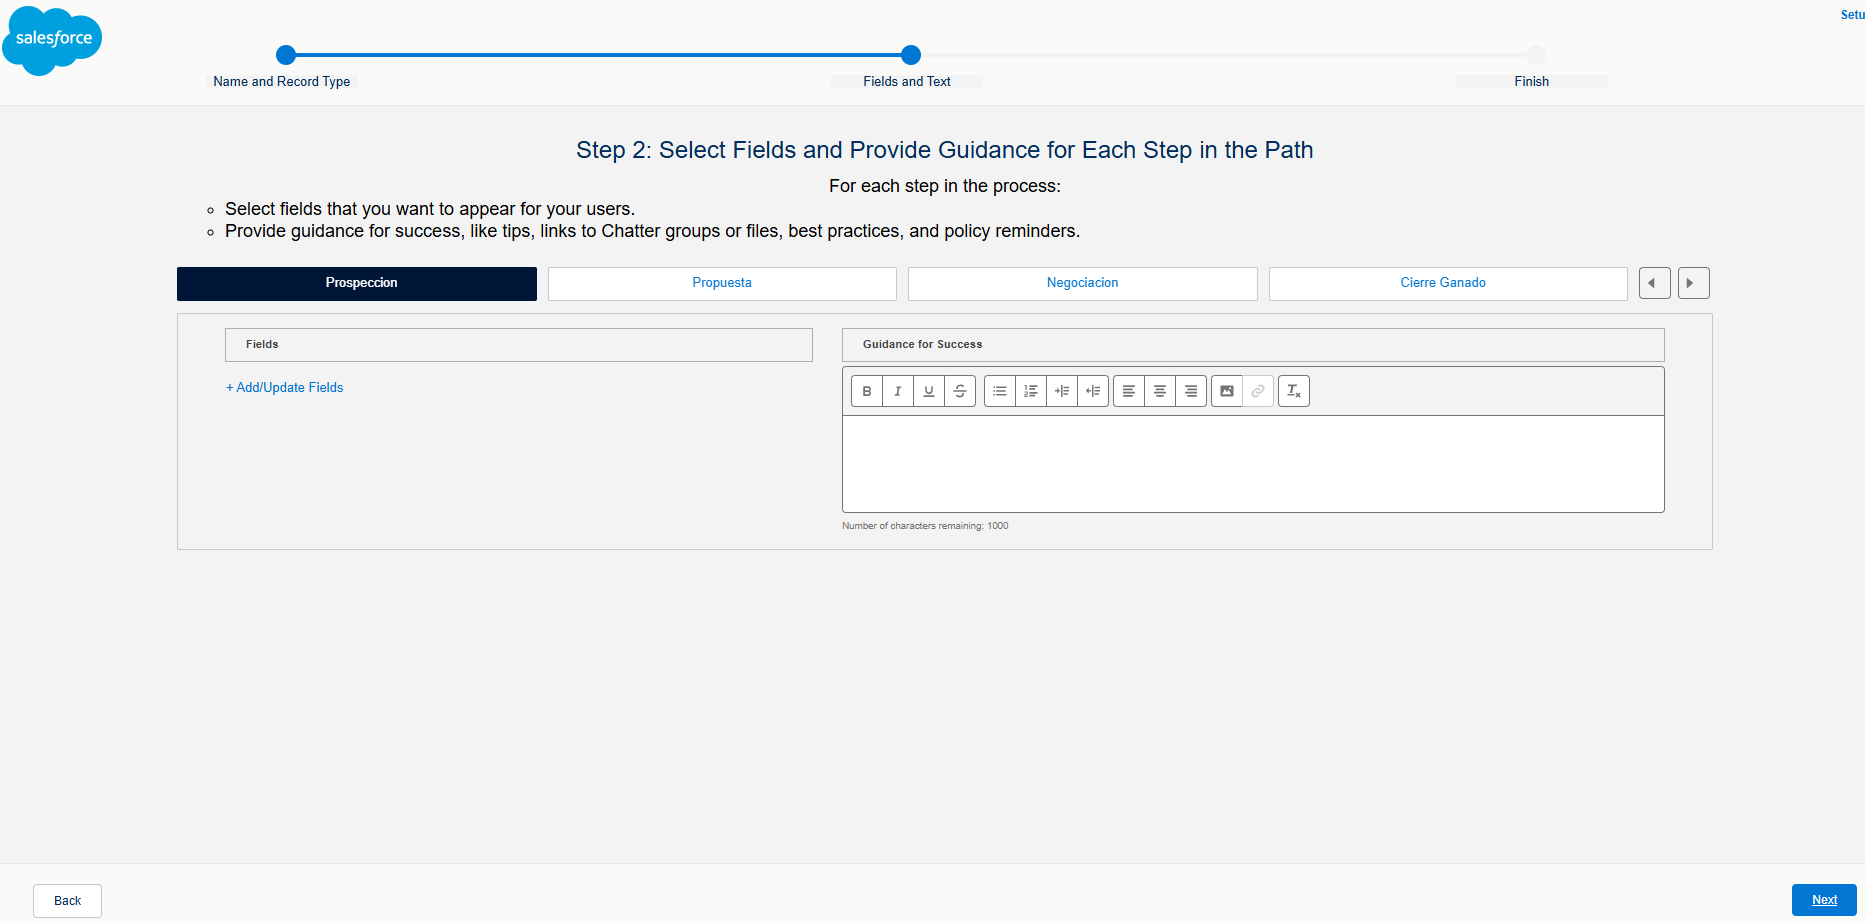 Setu
salesforce
Name and Record Type
Fields and Text
Finish
Step 2: Select Fields and Provide Guidance for Each Step in the Path
For each step in the process:
Select fields that you want to appear for your users.
Provide guidance for success, like tips, links to Chatter groups or files, best practices, and policy reminders.
Prospeccion
Propuesta
Negociacion
Cierre Ganado
Fields
Guidance for Success
+ Add/Update Fields
Number of characters remaining: 1000
Back
Next